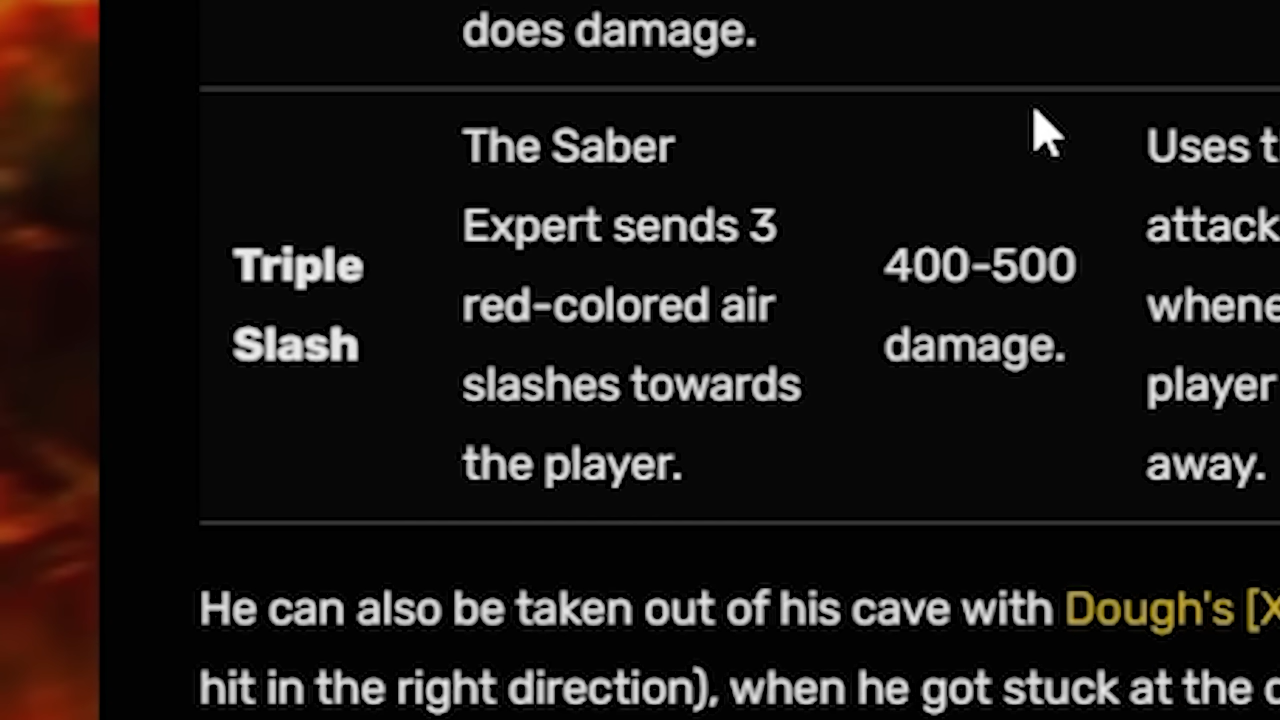 does damage.
Triple
Slash
The Saber
Expert sends 3
red-colored air
slashes towards
the player.
400-500
damage.
Uses
attack
player
away.
He can also be taken out of his cave with Dough's [X
hit in the right direction), when he got stuck at the